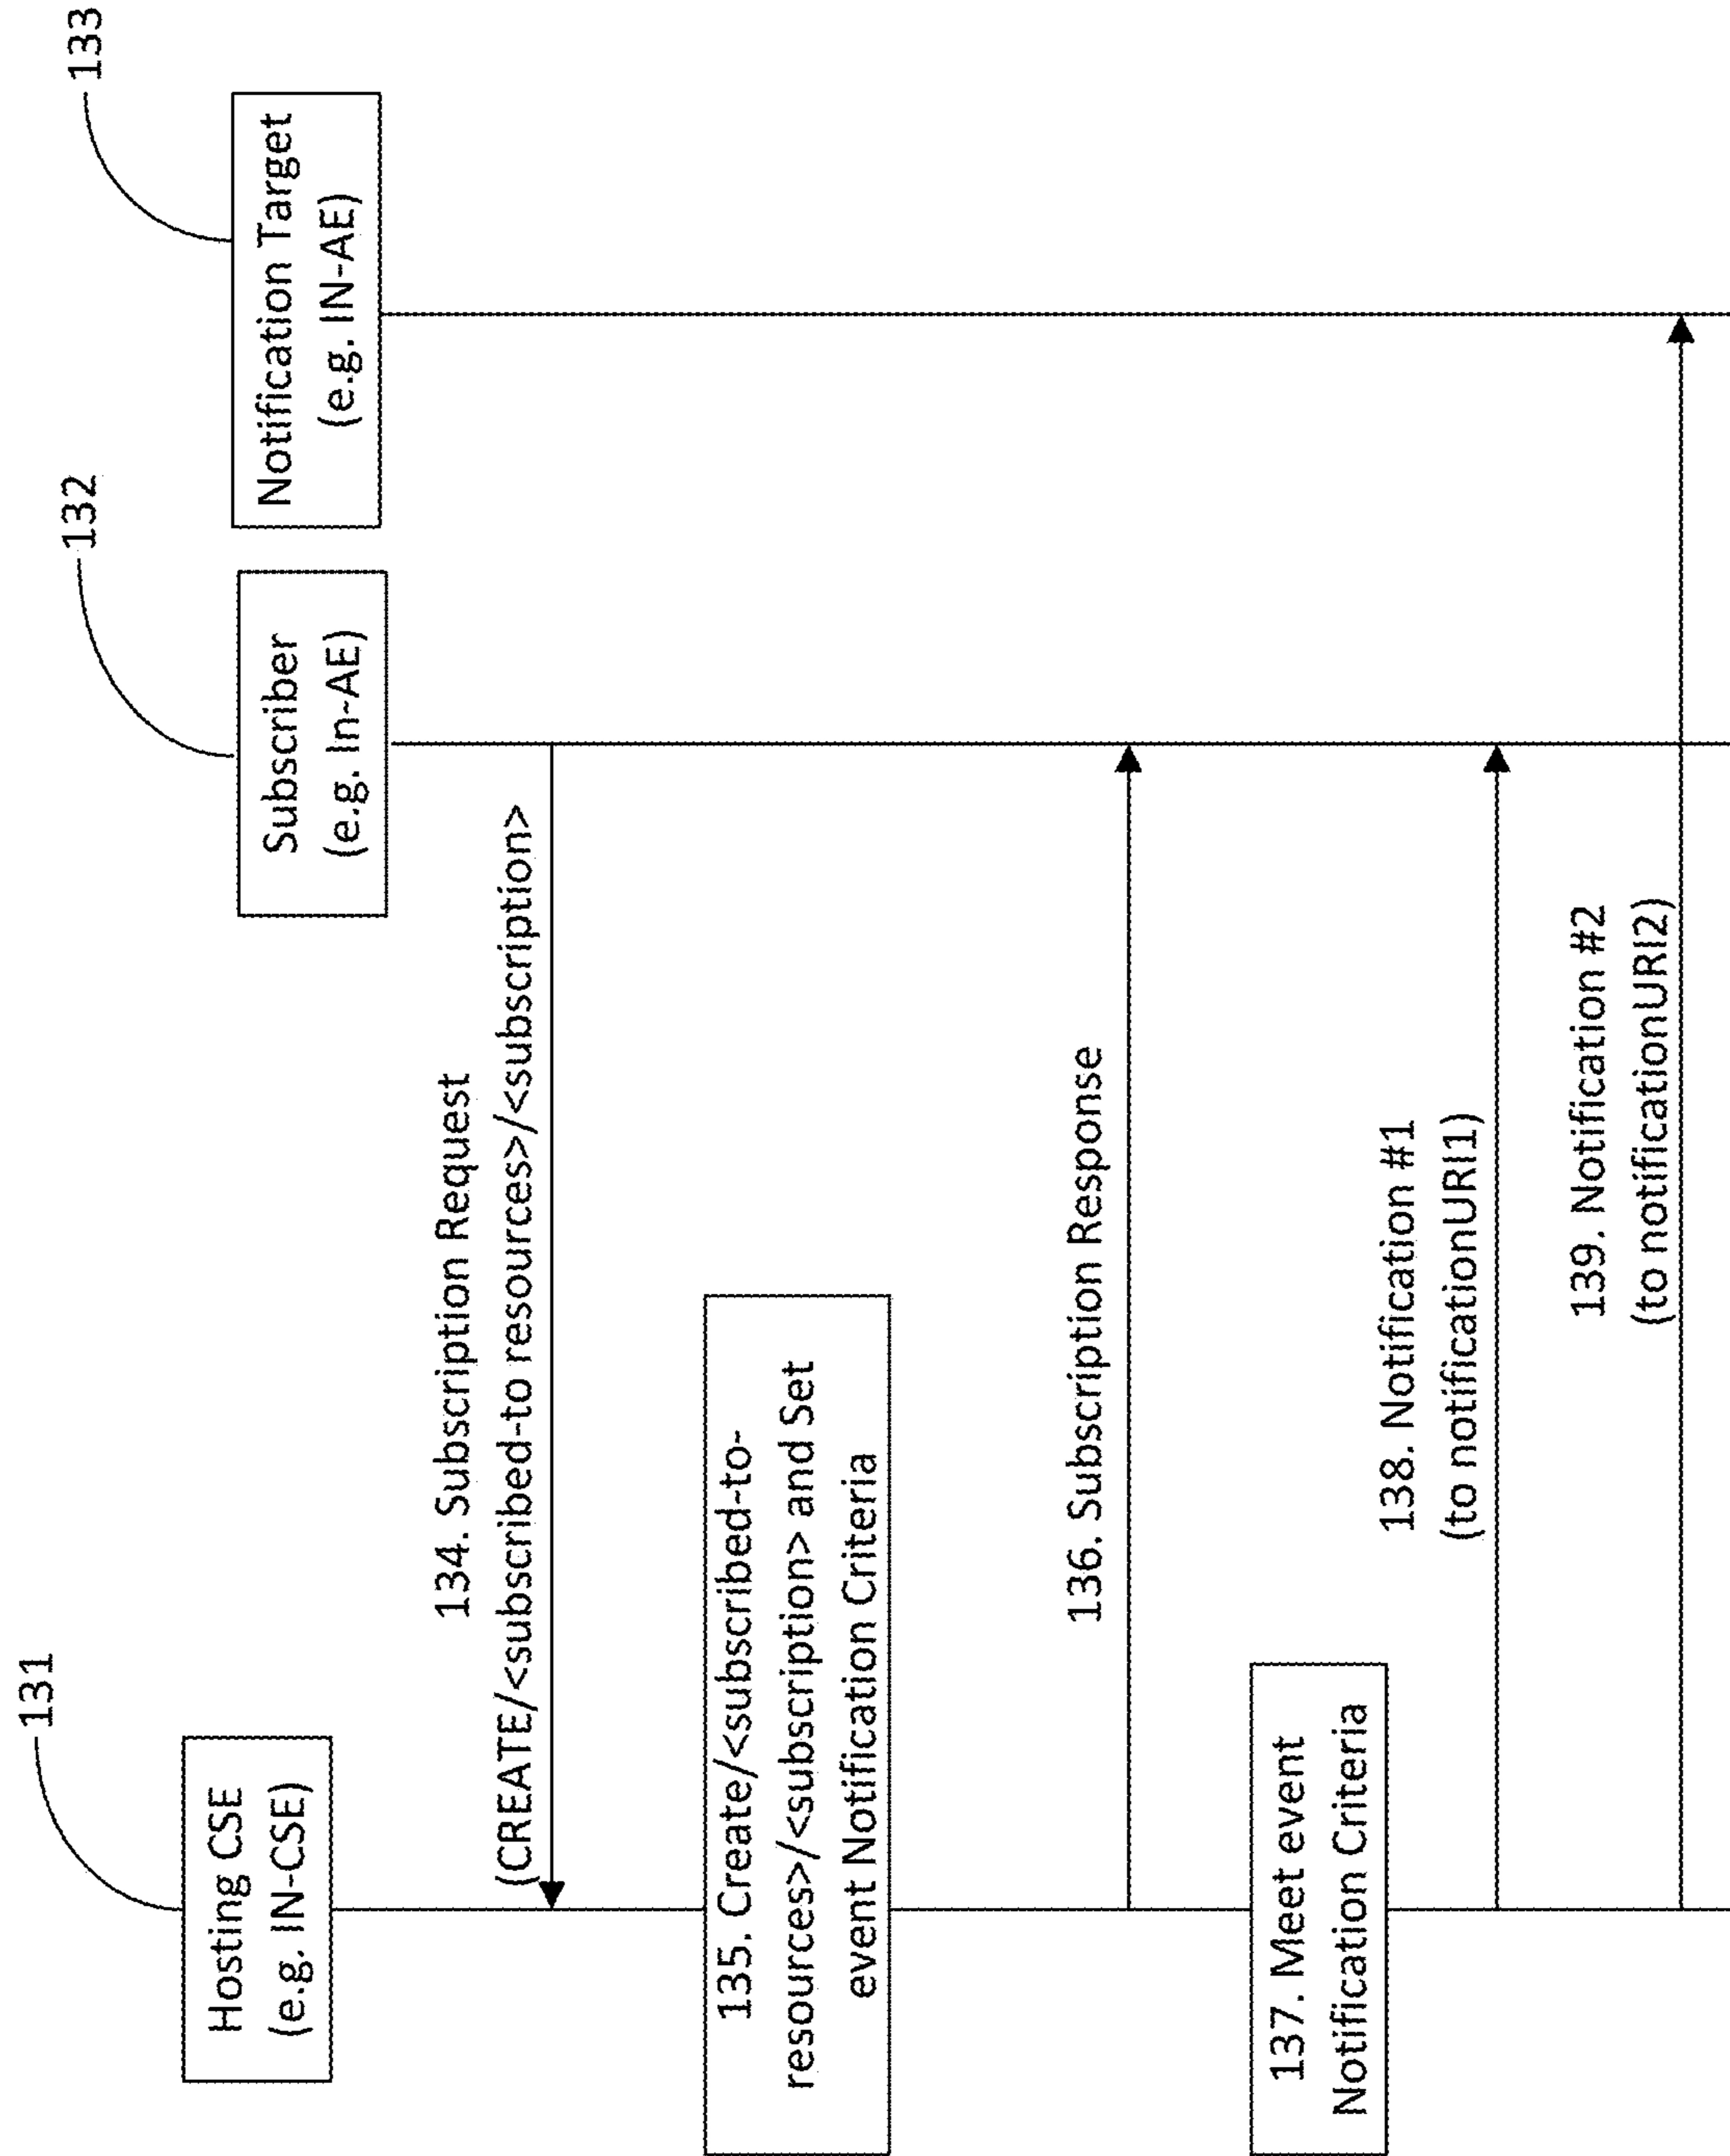 131
132
133
Hosting CSE
(e.g. IN-CSE)
Subscriber
(e.g. In-AE)
Notification Target
(e.g. IN-AE)
134. Subscription Request
(CREATE/<subscribed-to resources>/<subscription>
135. Create/<subscribed-to-
resources>/<subscription> and Set
event Notification Criteria
136. Subscription Response
137. Meet event
Notification Criteria
138. Notification #1
(to notificationURI1)
139. Notification #2
(to notificationURI2)